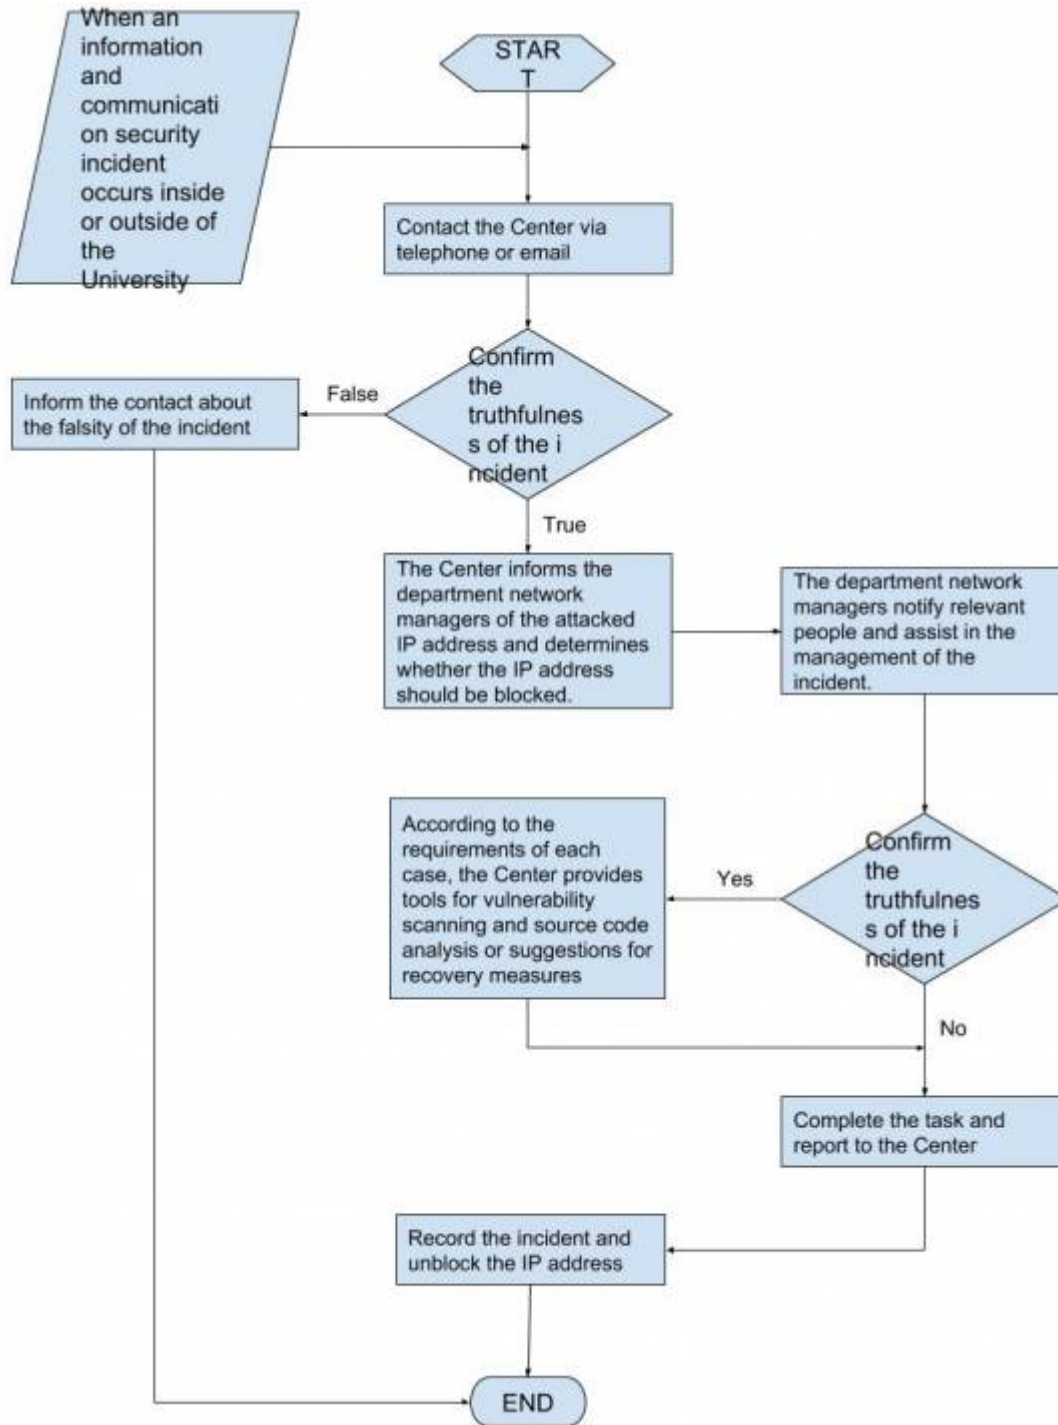 When an
information
and
communicati
on security
incident
occurs inside
or outside of
the
University
STAR
T
Contact the Center via
telephone or email
Confirm
the
truthfulnes
s of the i
ncident
False
Inform the contact about
the falsity of the incident
True
The Center informs the
department network
managers of the attacked
IP address and determines
whether the IP address
should be blocked.
The department network
managers notify relevant
people and assist in the
management of the
incident.
Confirm
the
truthfulnes
s of the i
ncident
Yes
According to the
requirements of each
case, the Center provides
tools for vulnerability
scanning and source code
analysis or suggestions for
recovery measures
No
Complete the task and
report to the Center
Record the incident and
unblock the IP address
END